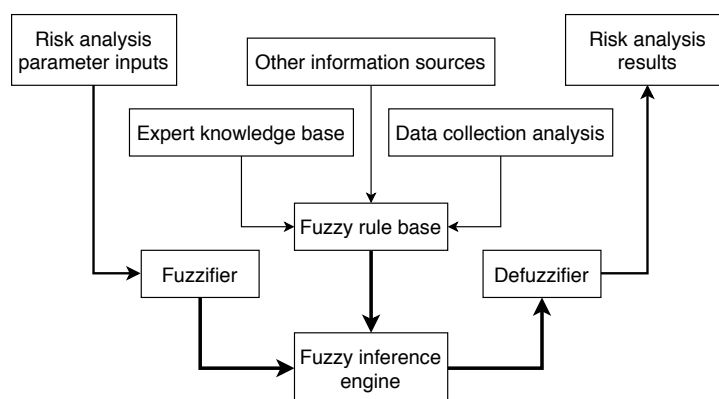 Risk analysis
parameter inputs
Other information sources
Risk analysis
results
Expert knowledge base
Data collection analysis
Fuzzy rule base
Fuzzifier
Defuzzifier
Fuzzy inference
engine